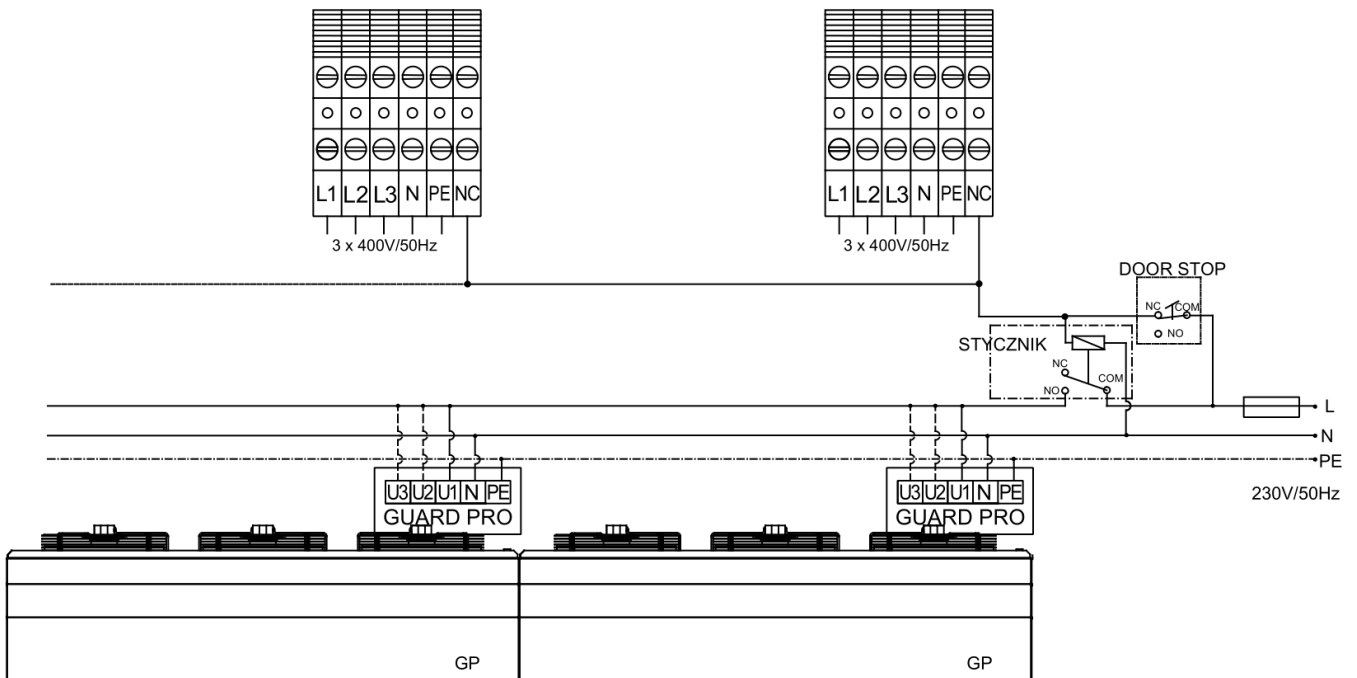 L1 L2 L3 N PE NC
L1 L2 L3 N PE NC
3 x 400V/50Hz
3 x 400V/50Hz
DOOR STOP
NC COM
NO
STYCZNIK
NC
COM
NO
L
N
PE
230V/50Hz
U3 U2 U1 N PE
GUARD PRO
U3 U2 U1 N PE
GUARD PRO
GP
GP